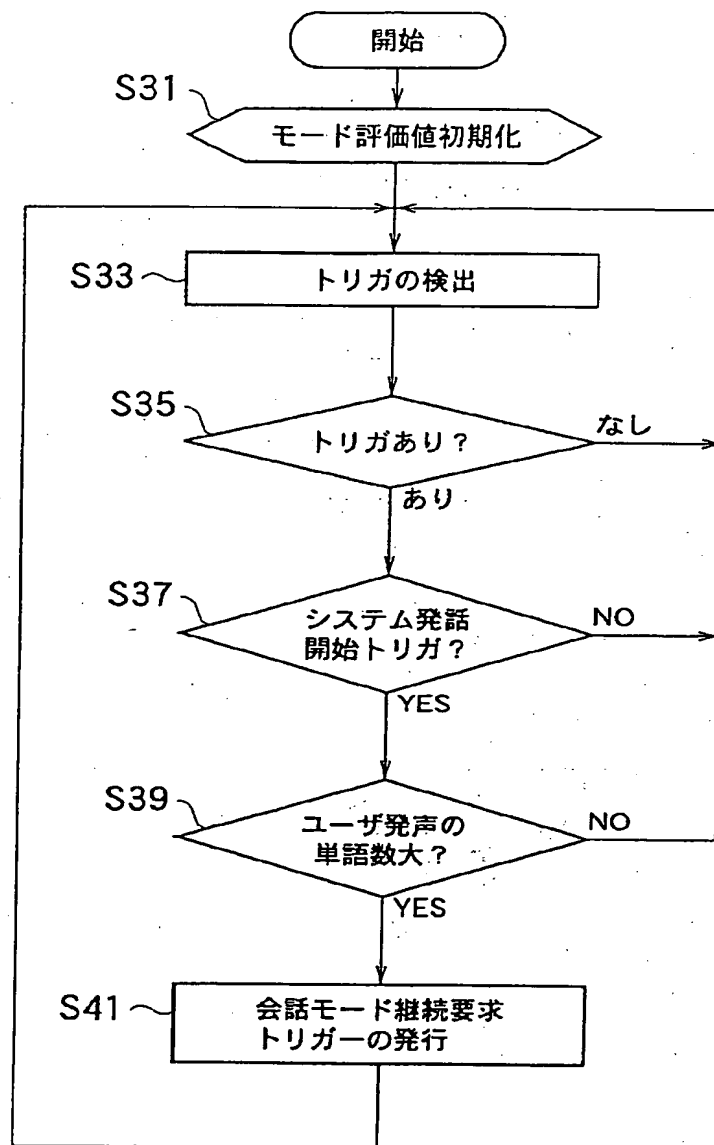 開始
S31
モード評価値初期化
S33
トリガの検出
S35
トリガあり?
なし
あり
S37
システム発話
開始トリガ?
NO
YES
S39
ユーザ発声の
単語数大?
NO
YES
S41
会話モード継続要求
トリガーの発行